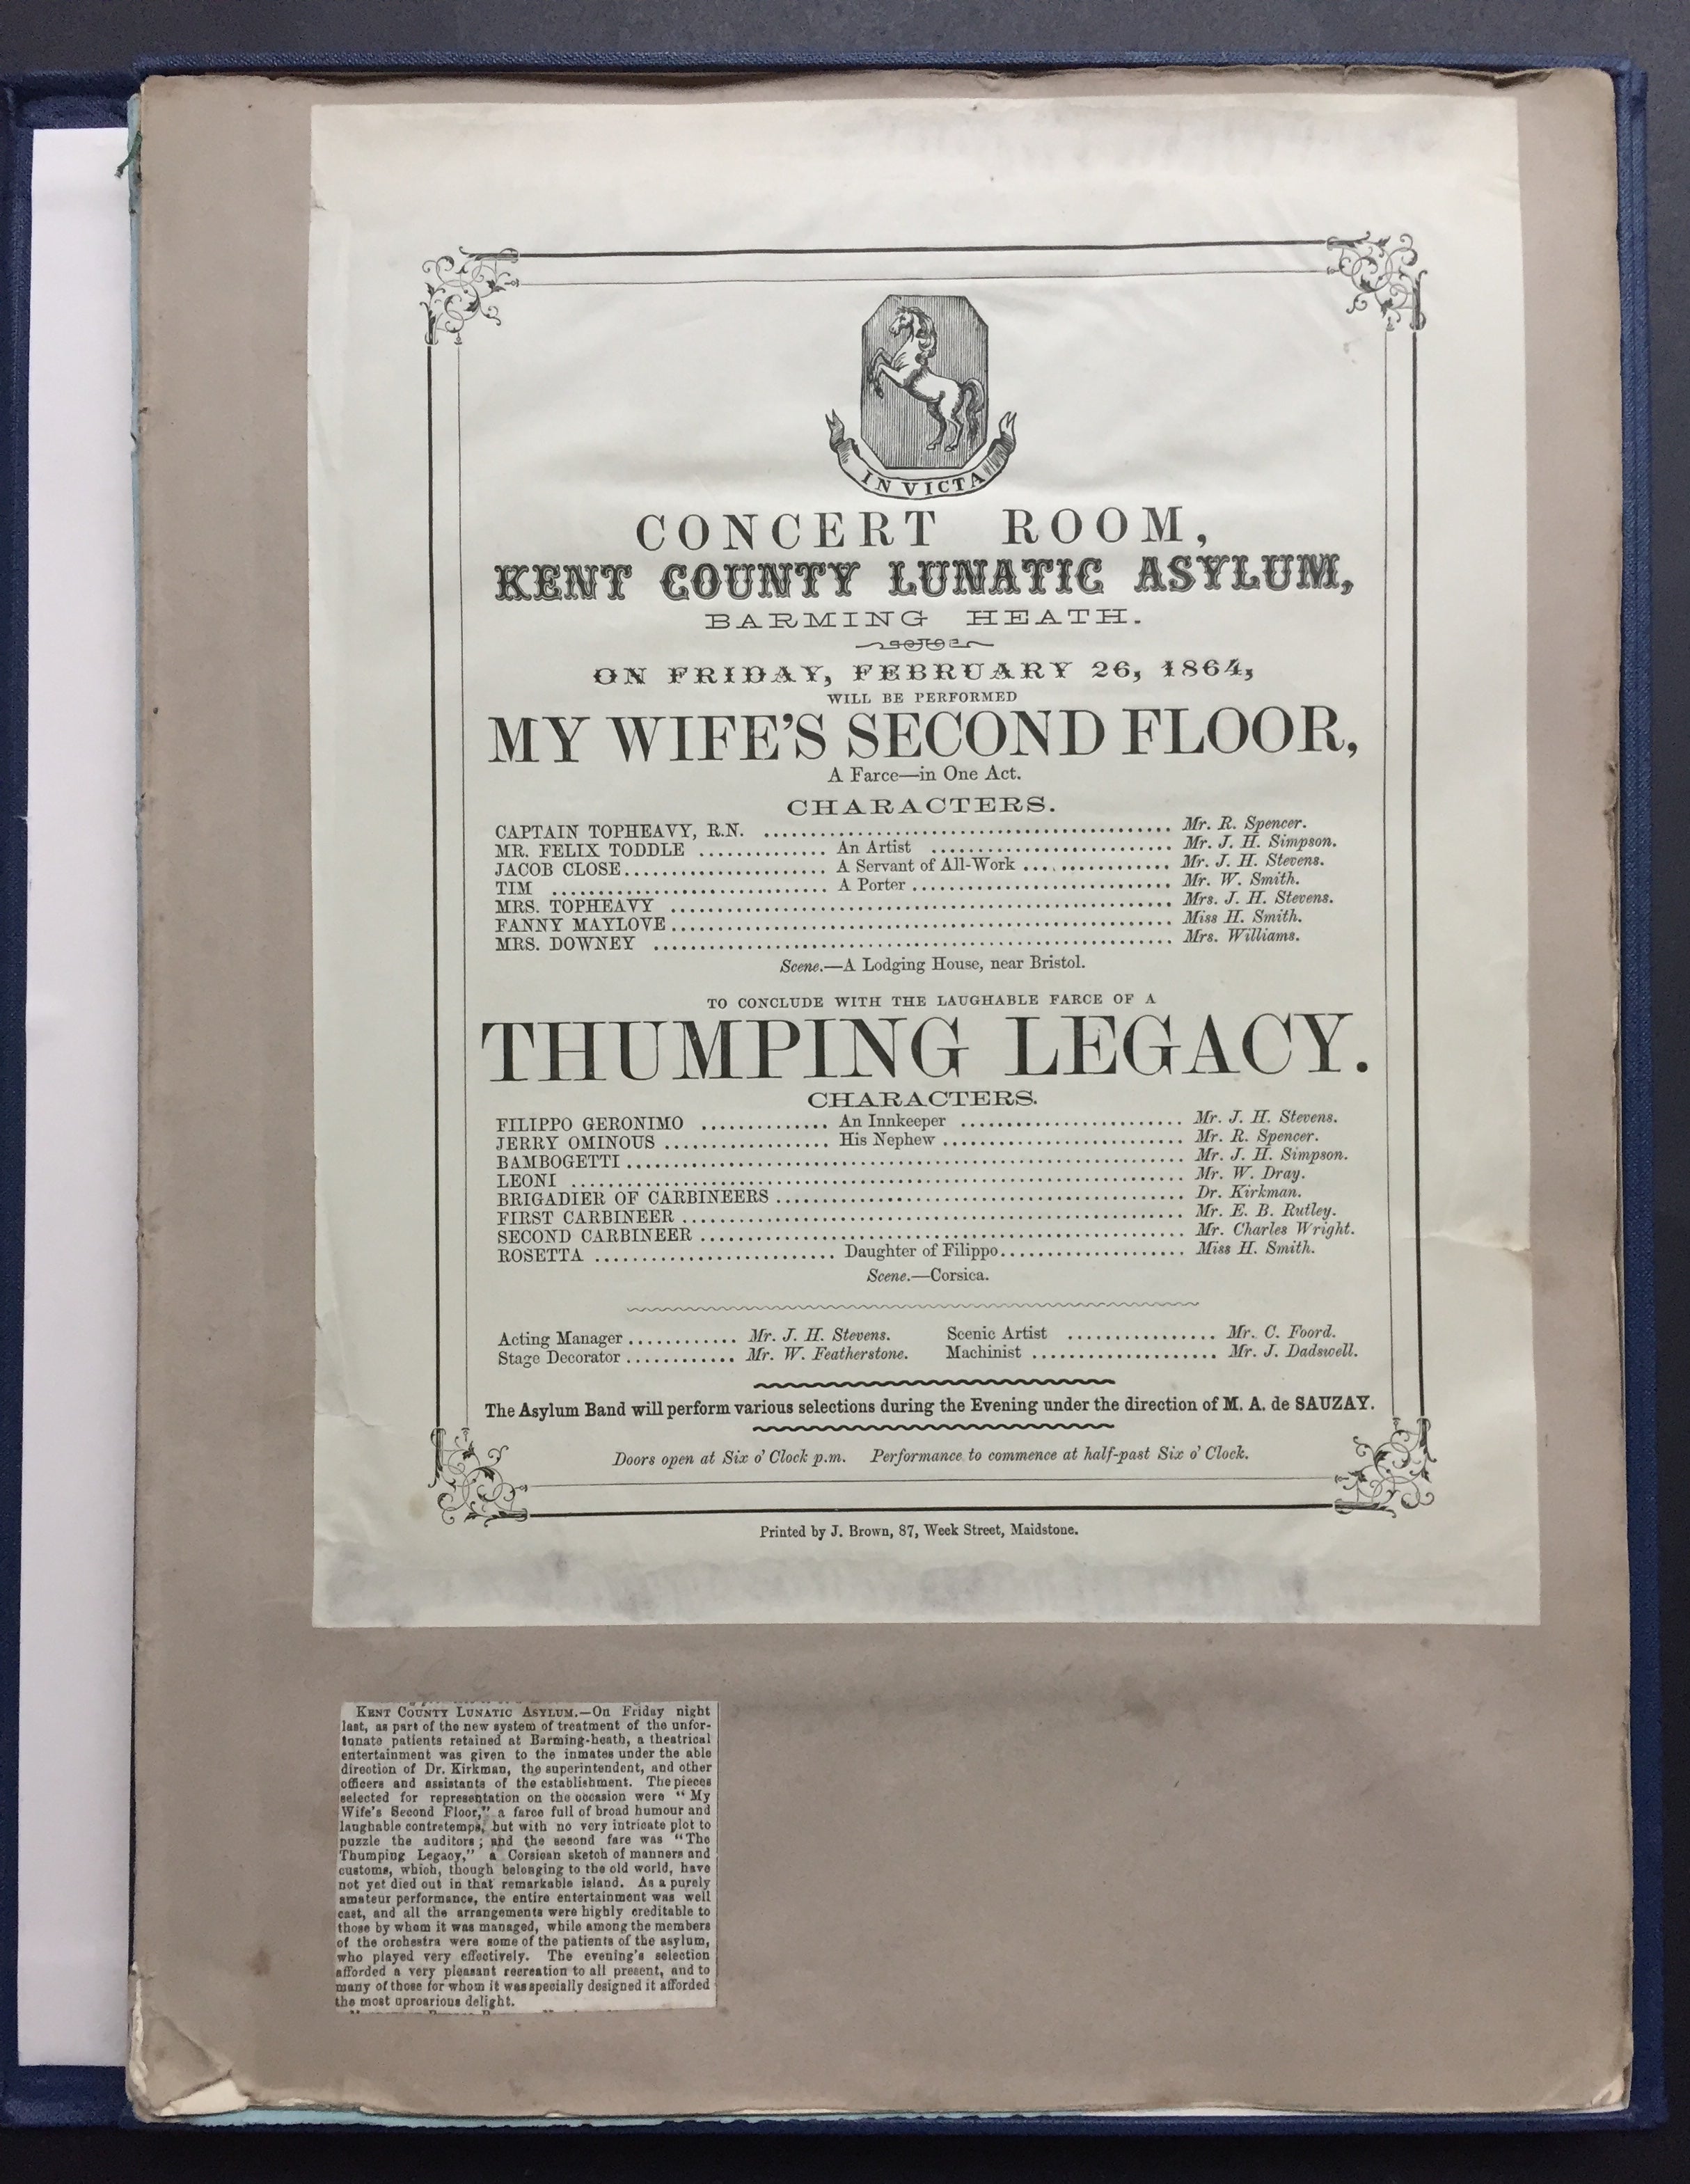 INVICTA
CONCERT ROOM,
KENT COUNTY LUNATIC ASYLUM,
BARMING HEATH.
ON FRIDAY, FEBRUARY 26, 1864,
WILL BE PERFORMED
MY WIFE'S SECOND FLOOR,
A Farce—in One Act.
CHARACTERS.
CAPTAIN TOPHEAVY, R.N. ........ Mr. R. Spencer.
MR. FELIX TODDLE ........ An Artist ........ Mr. J. H. Simpson.
JACOB CLOSE ........ A Servant of All-Work ........ Mr. J. H. Stevens.
TIM ........ A Porter ........ Mr. W. Smith.
MRS. TOPHEAVY ........ Mrs. J. H. Stevens.
FANNY MAYLOVE ........ Miss H. Smith.
MRS. DOWNEY ........ Mrs. Williams.
Scene.—A Lodging House, near Bristol.
TO CONCLUDE WITH THE LAUGHABLE FARCE OF A
THUMPING LEGACY.
CHARACTERS.
FILIPPO GERONIMO ........ An Innkeeper ........ Mr. J. H. Stevens.
JERRY OMINOUS ........ His Nephew ........ Mr. R. Spencer.
BAMBOGETTI ........ Mr. J. H. Simpson.
LEONI ........ Mr. W. Dray.
BRIGADIER OF CARBINEERS ........ Dr. Kirkman.
FIRST CARBINEER ........ Mr. E. B. Rutley.
SECOND CARBINEER ........ Mr. Charles Wright.
ROSETTA ........ Daughter of Filippo ........ Miss H. Smith.
Scene.—Corsica.
Acting Manager ........ Mr. J. H. Stevens. Scenic Artist ........ Mr. C. Foord.
Stage Decorator ........ Mr. W. Featherstone. Machinist ........ Mr. J. Dadswell.
The Asylum Band will perform various selections during the Evening under the direction of M. A. de SAUZAY.
Doors open at Six o' Clock p.m. Performance to commence at half-past Six o' Clock.
Printed by J. Brown, 87, Week Street, Maidstone.
KENT COUNTY LUNATIC ASYLUM.—On Friday night
last, as part of the new system of treatment of the unfor-
tunate patients retained at Barming-heath, a theatrical
entertainment was given to the inmates under the able
direction of Dr. Kirkman, the superintendent, and other
officers and assistants of the establishment. The pieces
selected for representation on the occasion were "My
Wife's Second Floor," a farce full of broad humour and
laughable contretemps, but with no very intricate plot to
puzzle the auditors; and the second fare was "The
Thumping Legacy," a Corsican sketch of manners and
customs, which, though belonging to the old world, have
not yet died out in that remarkable island. As a purely
amateur performance, the entire entertainment was well
cast, and all the arrangements were highly creditable to
those by whom it was managed, while among the members
of the orchestra were some of the patients of the asylum,
who played very effectively. The evening's selection
afforded a very pleasant recreation to all present, and to
many of those for whom it was specially designed it afforded
the most uproarious delight.